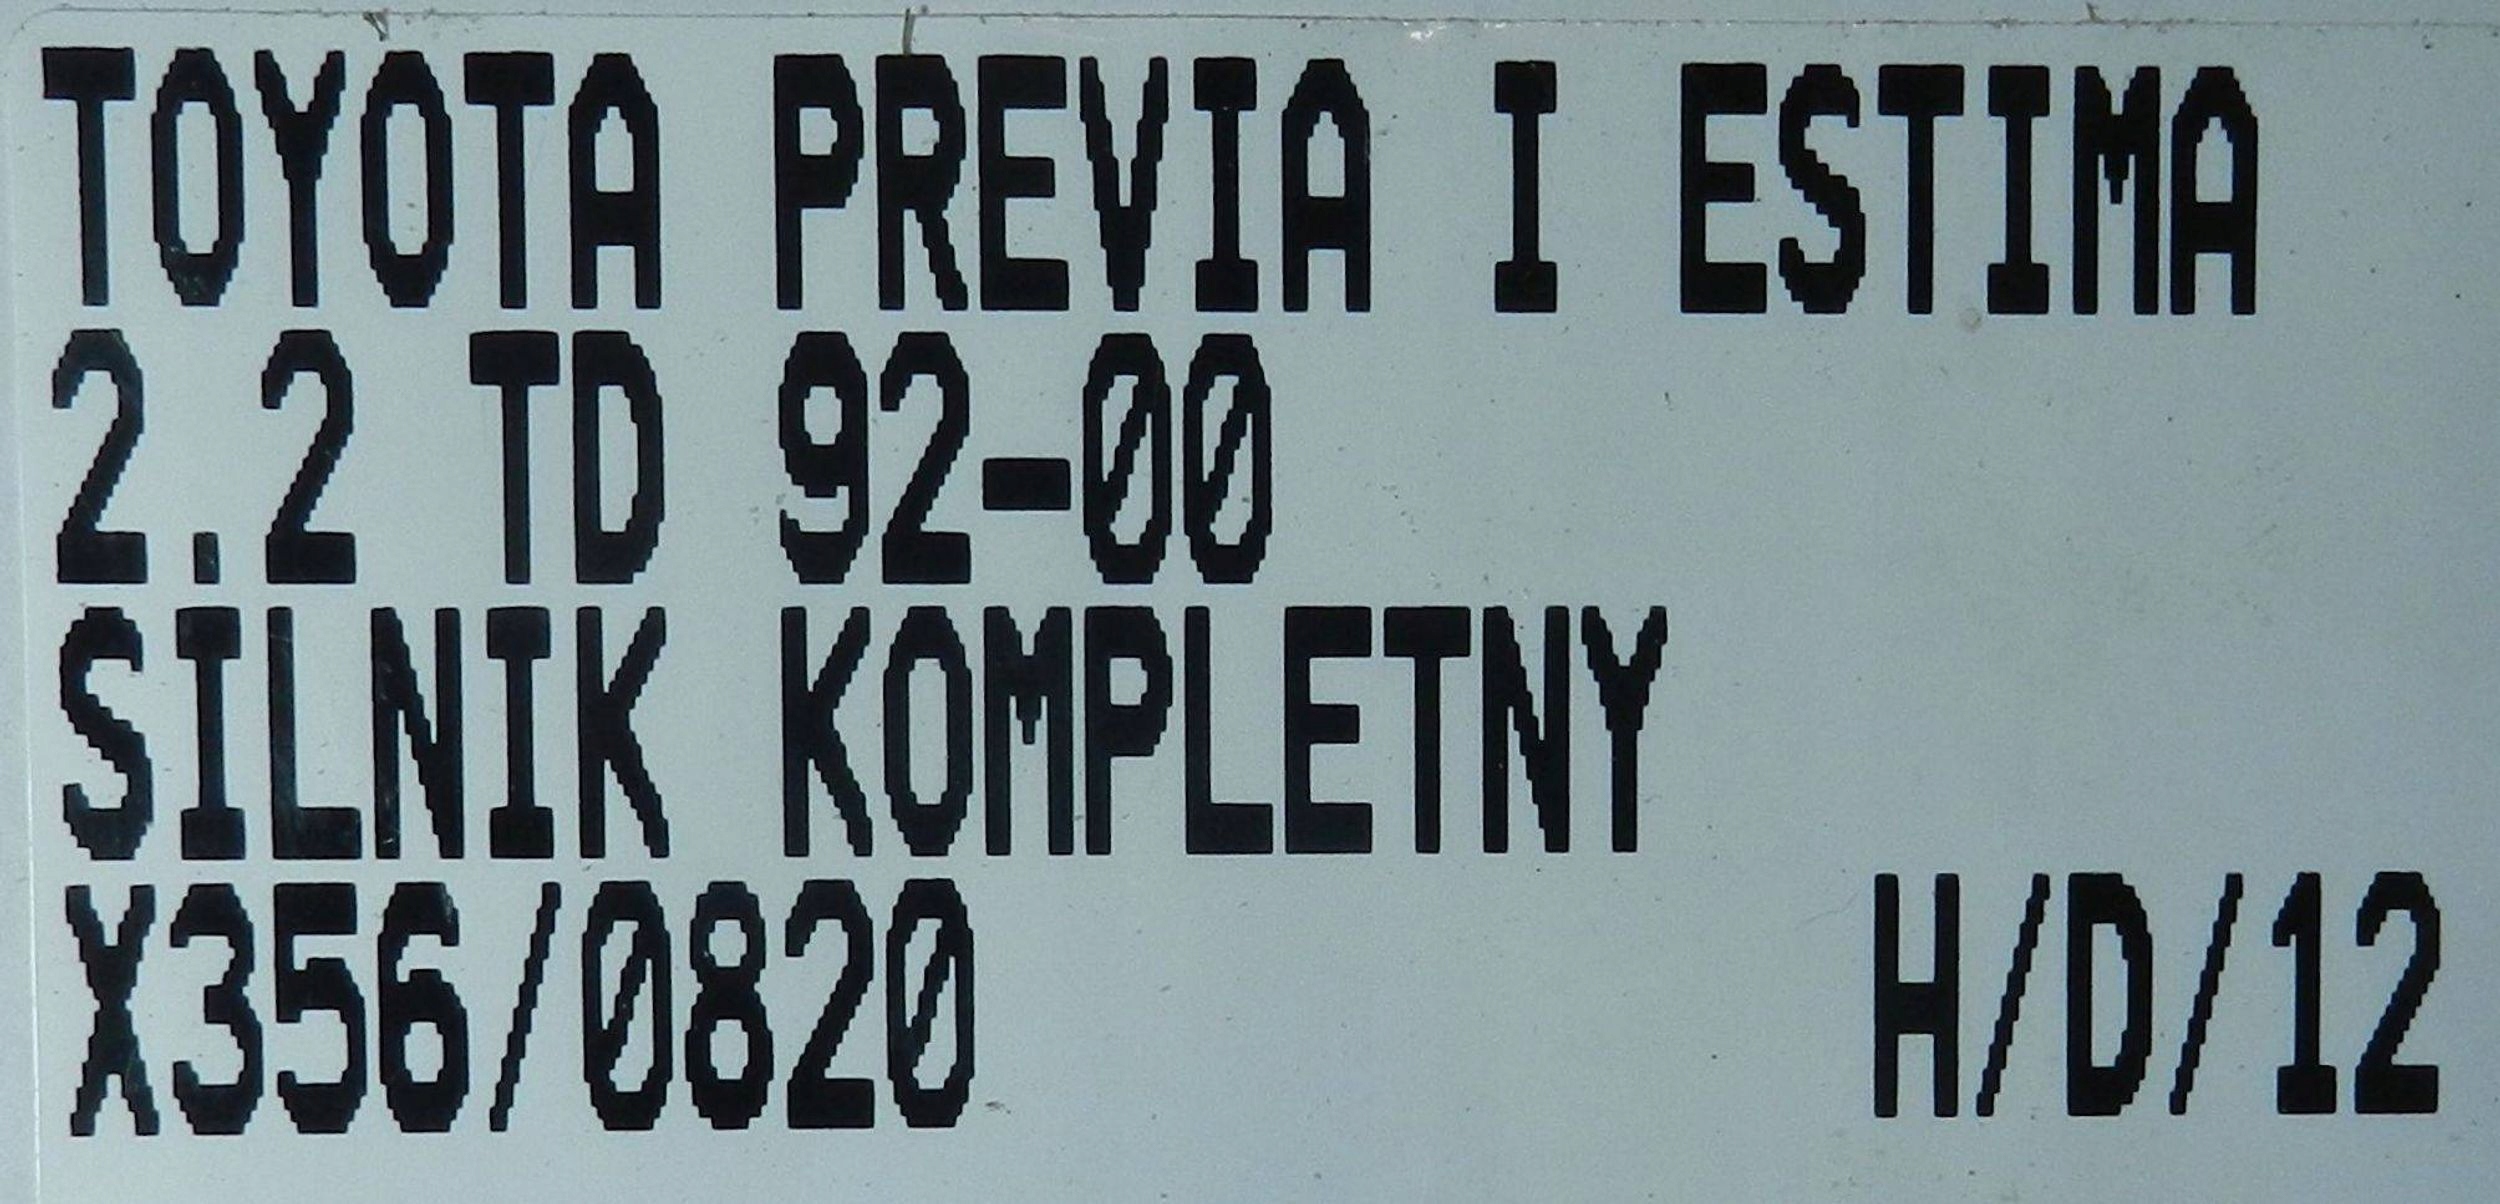 TOYOTA PREVIA I ESTIMA
2.2 TD 92-00
SILNIK KOMPLETNY
X356/0820 H/D/12